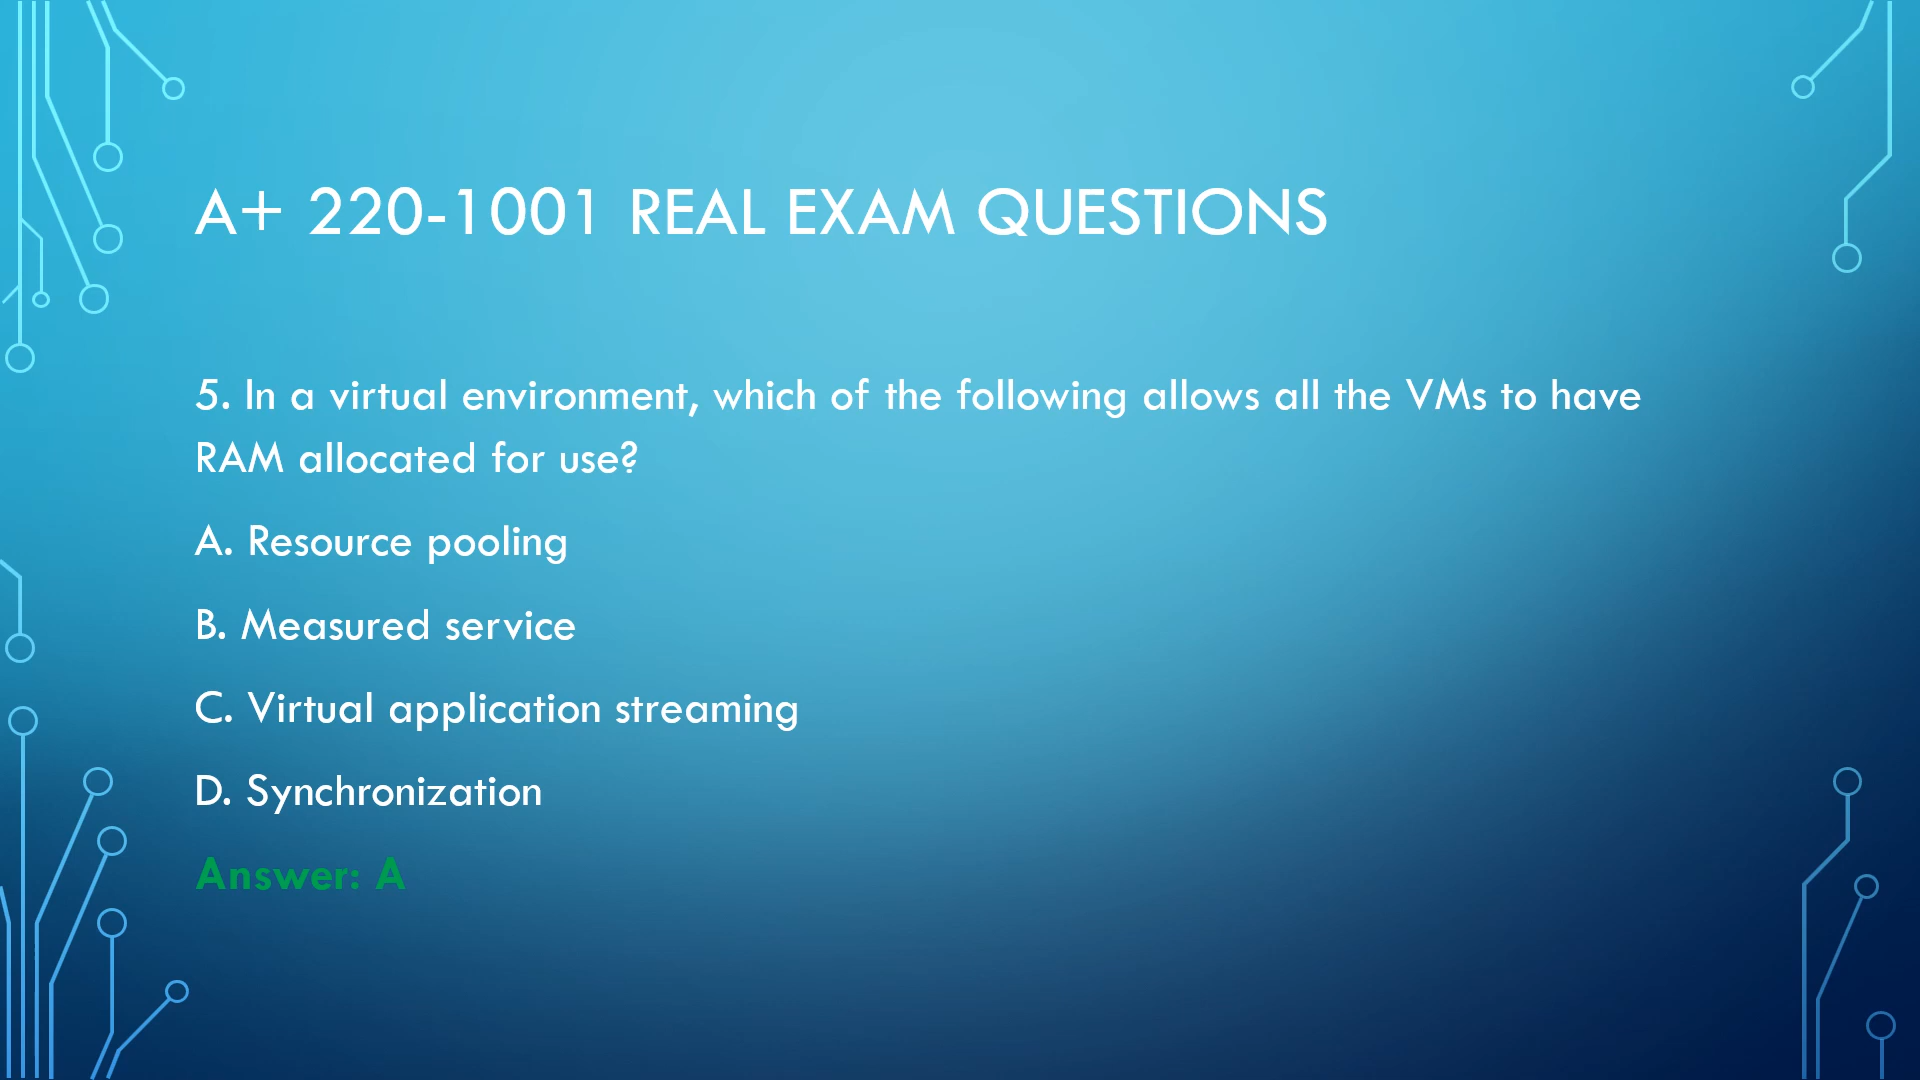 A+ 220-1001 REAL EXAM QUESTIONS
5. In a virtual environment, which of the following allows all the VMs to have
RAM allocated for use?
A. Resource pooling
B. Measured service
C. Virtual application streaming
D. Synchronization
Answer: A